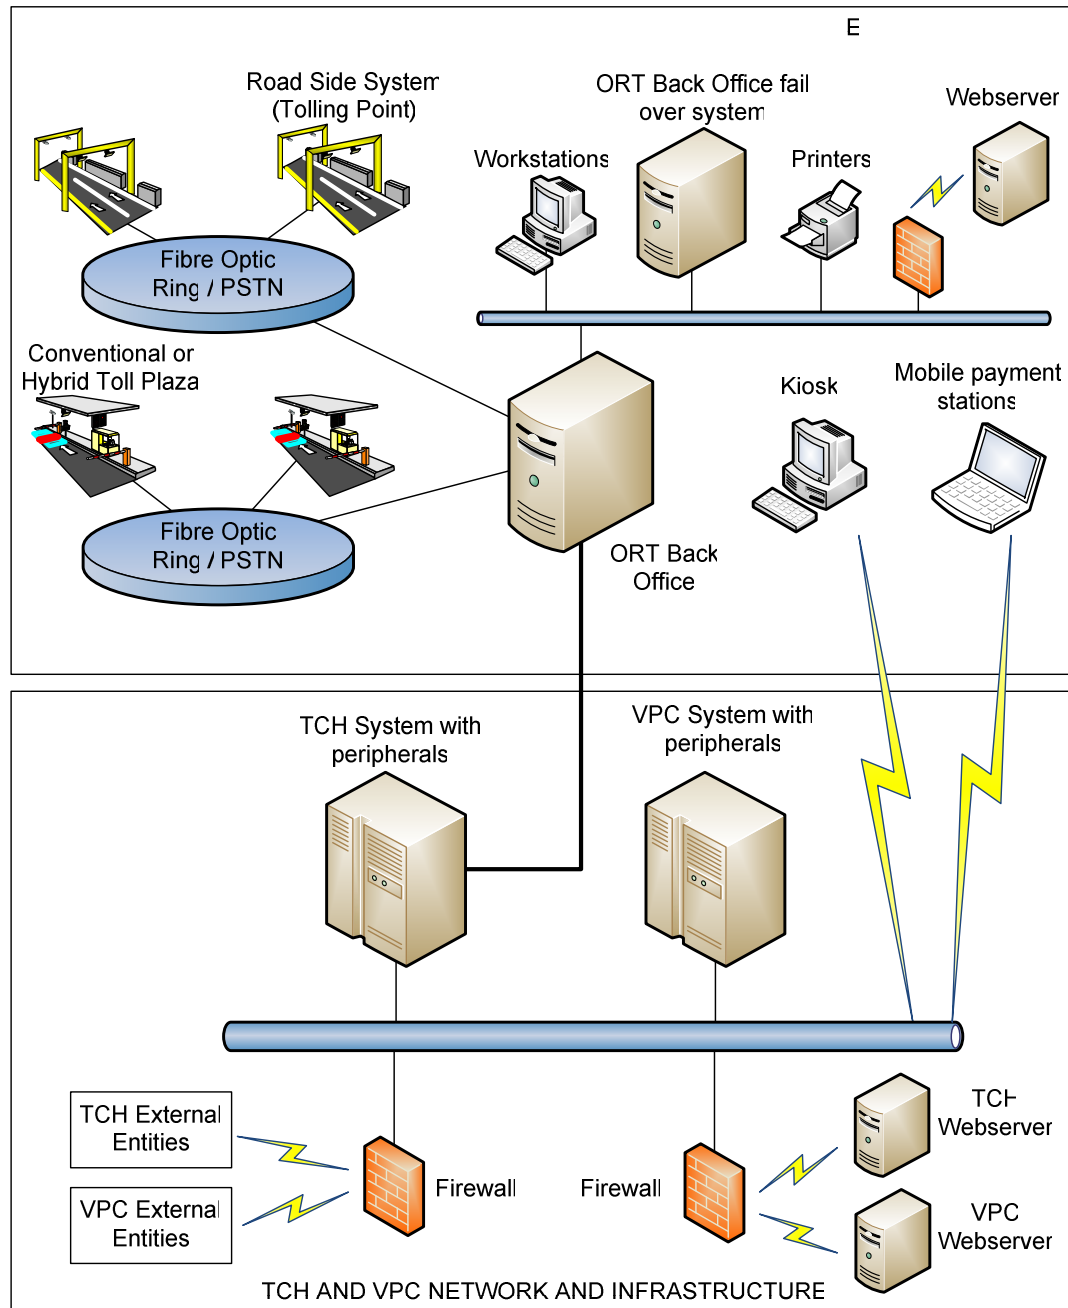 E
Road Side System
(Tolling Point)
ORT Back Office fail
over system
Webserver
Workstations
Printers
Fibre Optic
Ring / PSTN
Conventional or
Hybrid Toll Plaza
Kiosk
Mobile payment
stations
Fibre Optic
Ring / PSTN
ORT Back
Office
TCH System with
peripherals
VPC System with
peripherals
TCH External
Entities
VPC External
Entities
Firewall
Firewall
TCH
Webserver
VPC
Webserver
TCH AND VPC NETWORK AND INFRASTRUCTURE